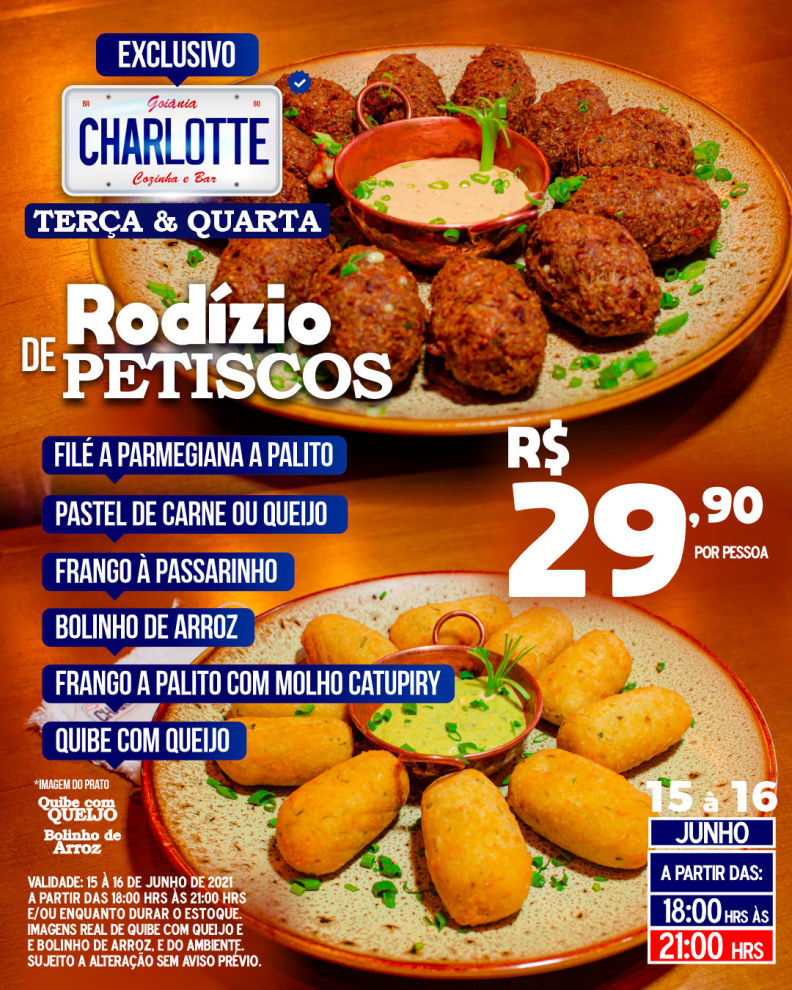 EXCLUSIVO
BR
Goiânia
GO
CHARLOTTE
Cozinha e Bar
TERÇA & QUARTA
Rodízio
DE PETISCOS
FILÉ A PARMEGIANA A PALITO
PASTEL DE CARNE OU QUEIJO
FRANGO À PASSARINHO
BOLINHO DE ARROZ
FRANGO A PALITO COM MOLHO CATUPIRY
QUIBE COM QUEIJO
R$
29,90
POR PESSOA
*IMAGEM DO PRATO
Quibe com
QUEIJO
Bolinho de
Arroz
VALIDADE: 15 À 16 DE JUNHO DE 2021
A PARTIR DAS 18:00 HRS ÀS 21:00 HRS
E/OU ENQUANTO DURAR O ESTOQUE.
IMAGENS REAL DE QUIBE COM QUEIJO E
E BOLINHO DE ARROZ, E DO AMBIENTE.
SUJEITO A ALTERAÇÃO SEM AVISO PRÉVIO.
15 à 16
JUNHO
A PARTIR DAS:
18:00 HRS ÀS
21:00 HRS